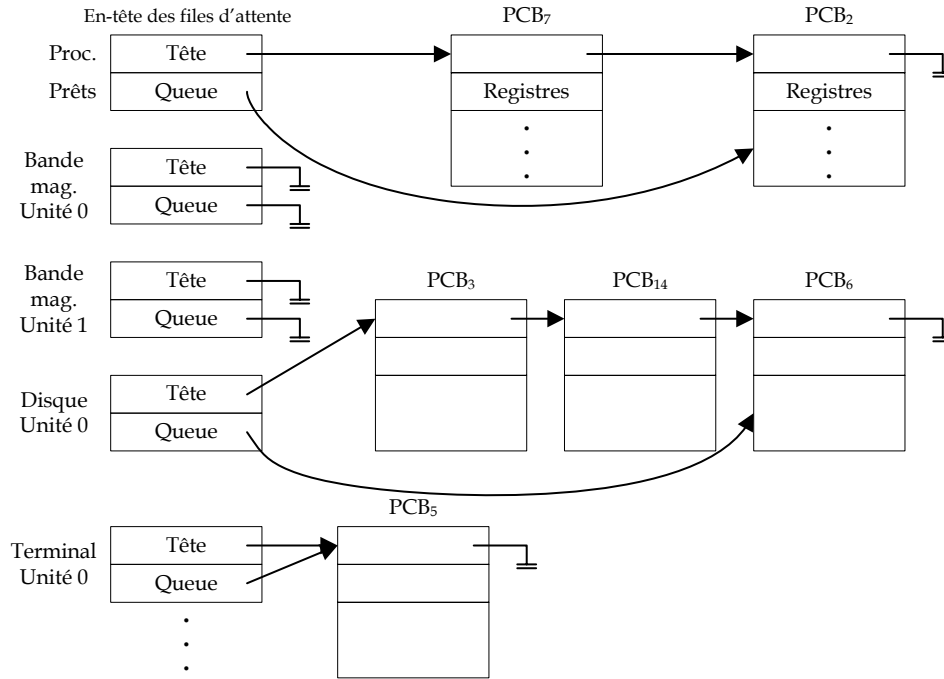 En-tête des files d'attente
PCB₇
PCB₂
Proc.
Prêts
Tête
Queue
Registres
Registres
Bande
mag.
Unité 0
Tête
Queue
Bande
mag.
Unité 1
Tête
Queue
PCB₃
PCB₁₄
PCB₆
Disque
Unité 0
Tête
Queue
PCB₅
Terminal
Unité 0
Tête
Queue